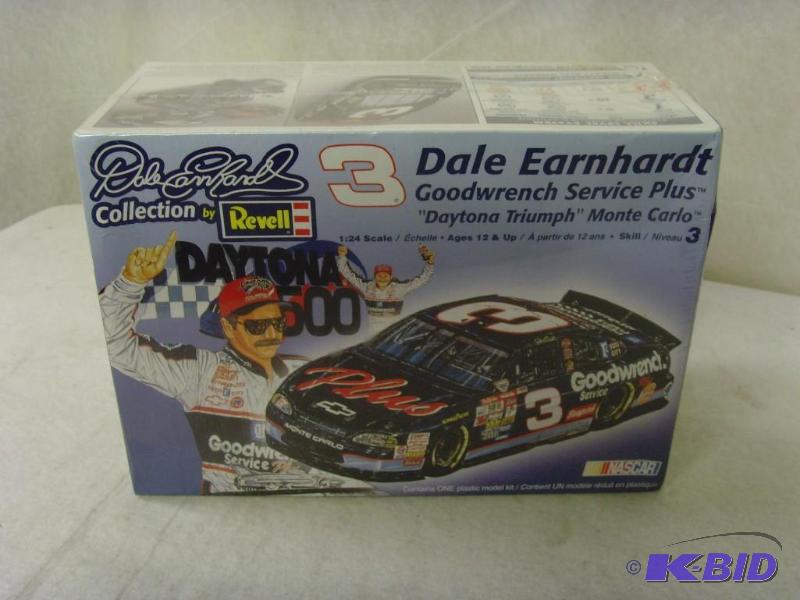 Dale Earnhardt
Collection by Revell
3
Dale Earnhardt
Goodwrench Service Plus™
"Daytona Triumph" Monte Carlo™
1:24 Scale / Échelle • Ages 12 & Up / À partir de 12 ans • Skill / Niveau 3
DAYTONA
500
3
Plus
MONTE CARLO
3
Goodwrench
Service
Goodwrench
Service
NASCAR
Contains ONE plastic model kit / Contient UN modèle réduit en plastique
3
© K-BID